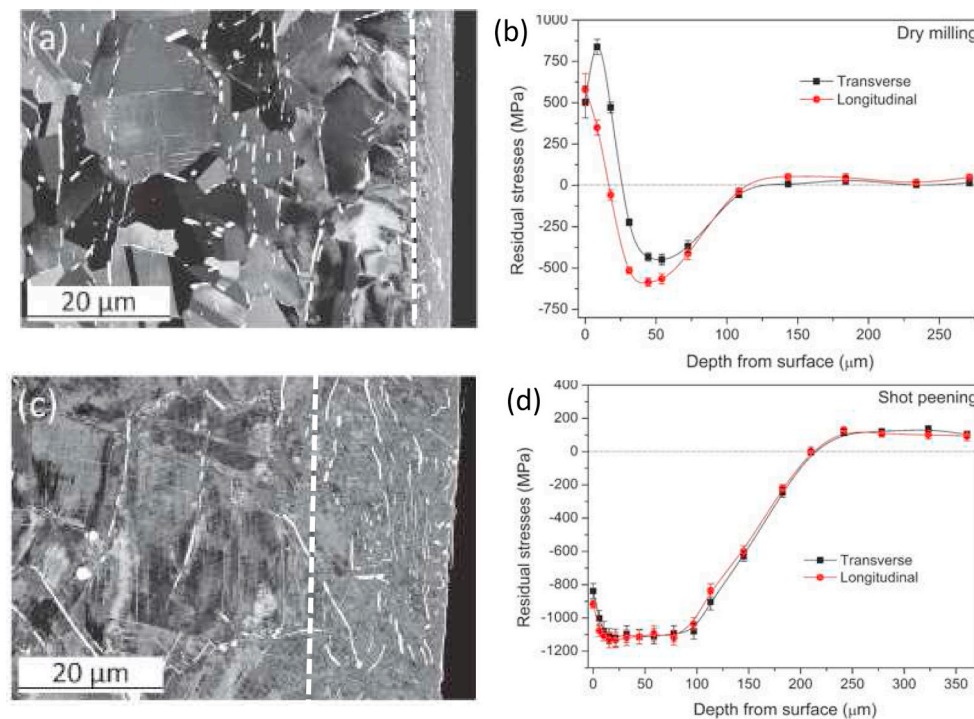 (a)
20 µm
(b)
Dry milling
Transverse
Longitudinal
Residual stresses (MPa)
1000
750
500
250
0
-250
-500
-750
0 50 100 150 200 250
Depth from surface (µm)
(c)
20 µm
(d)
Shot peening
Transverse
Longitudinal
Residual stresses (MPa)
400
200
0
-200
-400
-600
-800
-1000
-1200
0 50 100 150 200 250 300 350
Depth from surface (µm)